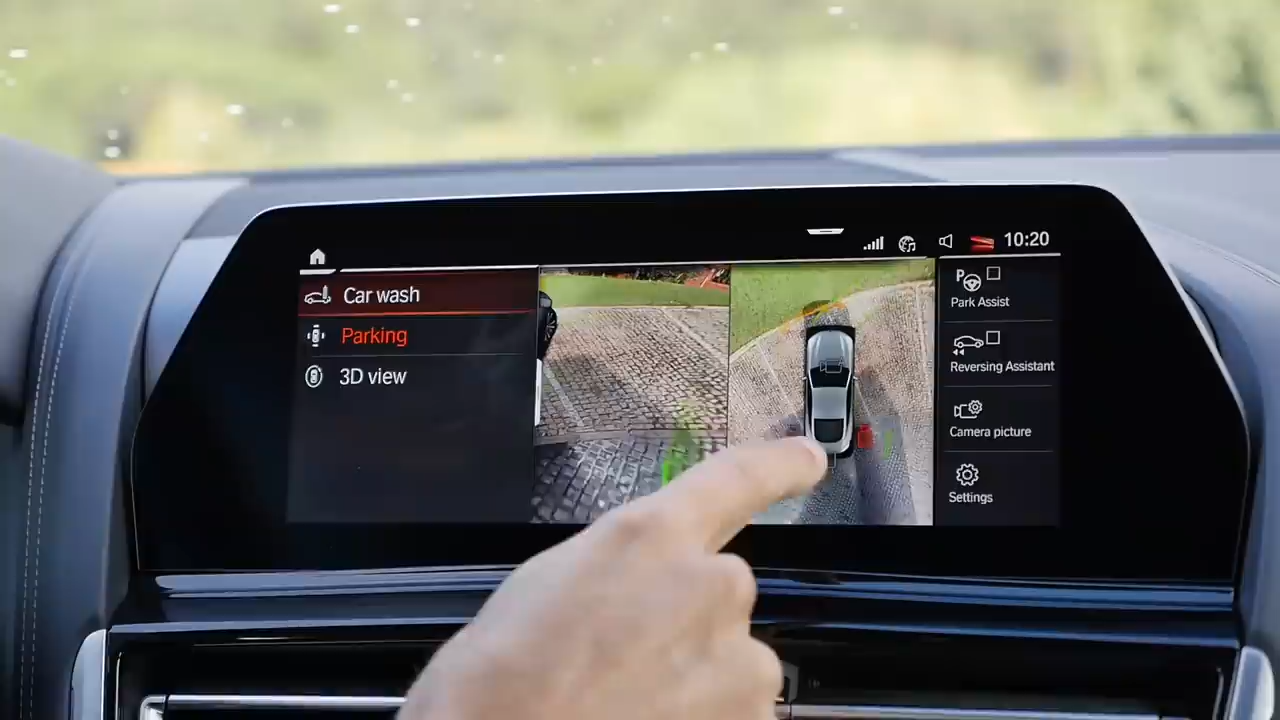 10:20
Car wash
Parking
3D view
P
Park Assist
Reversing Assistant
Camera picture
Settings